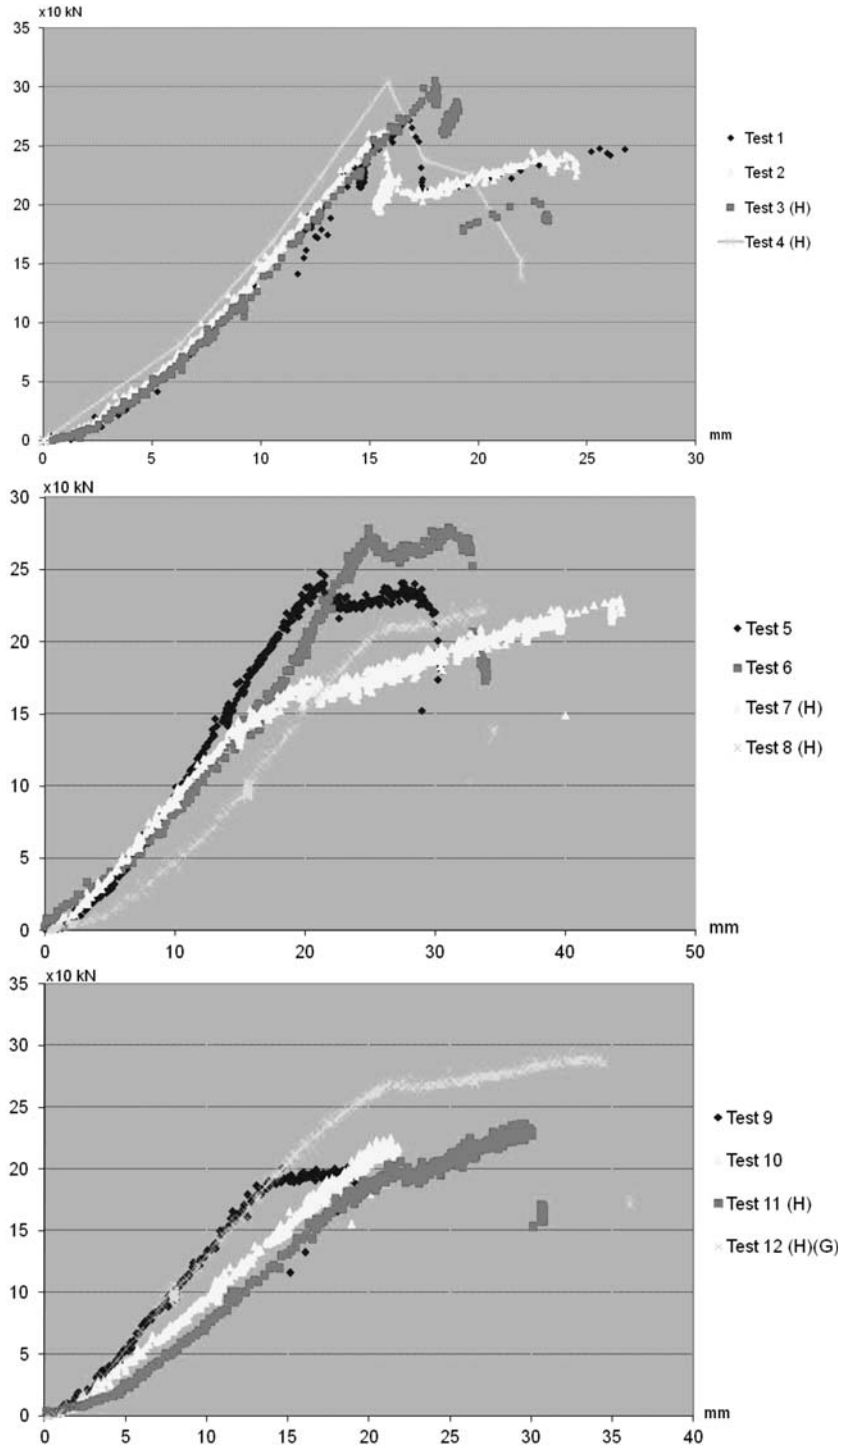 x10 kN
35
30
25
20
15
10
5
0
0 5 10 15 20 25 30
mm
Test 1
Test 2
Test 3 (H)
Test 4 (H)
x10 kN
30
25
20
15
10
5
0
0 10 20 30 40 50
mm
Test 5
Test 6
Test 7 (H)
Test 8 (H)
x10 kN
35
30
25
20
15
10
5
0
0 5 10 15 20 25 30 35 40
mm
Test 9
Test 10
Test 11 (H)
Test 12 (H)(G)